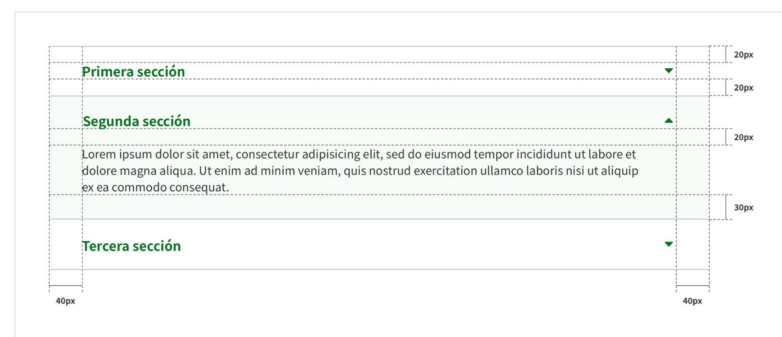 20px
Primera sección
20px
Segunda sección
20px
Lorem ipsum dolor sit amet, consectetur adipisicing elit, sed do eiusmod tempor incididunt ut labore et
dolore magna aliqua. Ut enim ad minim veniam, quis nostrud exercitation ullamco laboris nisi ut aliquip
ex ea commodo consequat.
30px
Tercera sección
40px
40px